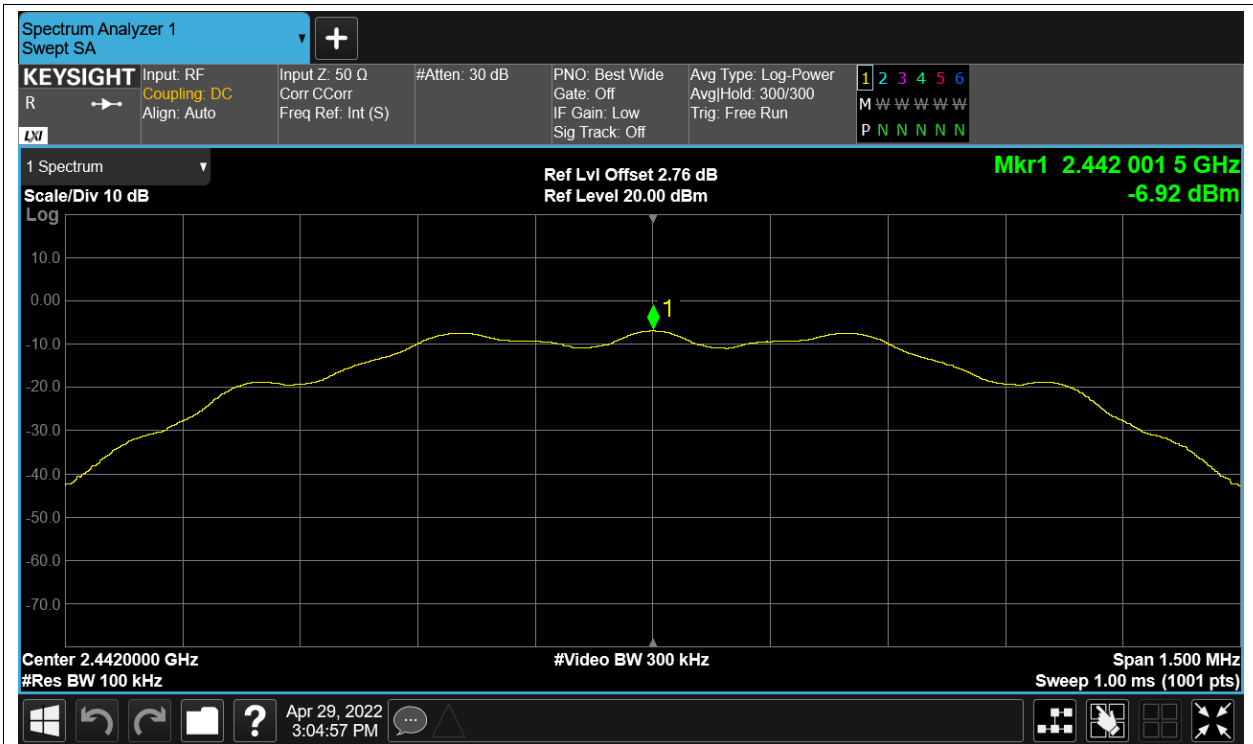 Spectrum Analyzer 1
Swept SA
KEYSIGHT
R
LXI
Input: RF
Coupling: DC
Align: Auto
Input Z: 50 Ω
Corr CCorr
Freq Ref: Int (S)
#Atten: 30 dB
PNO: Best Wide
Gate: Off
IF Gain: Low
Sig Track: Off
Avg Type: Log-Power
Avg|Hold: 300/300
Trig: Free Run
1 2 3 4 5 6
M W W W W W
P N N N N N
1 Spectrum
Scale/Div 10 dB
Log
Ref Lvl Offset 2.76 dB
Ref Level 20.00 dBm
Mkr1 2.442 001 5 GHz
-6.92 dBm
10.0
0.00
1
-10.0
-20.0
-30.0
-40.0
-50.0
-60.0
-70.0
Center 2.4420000 GHz
#Res BW 100 kHz
#Video BW 300 kHz
Span 1.500 MHz
Sweep 1.00 ms (1001 pts)
?
Apr 29, 2022
3:04:57 PM